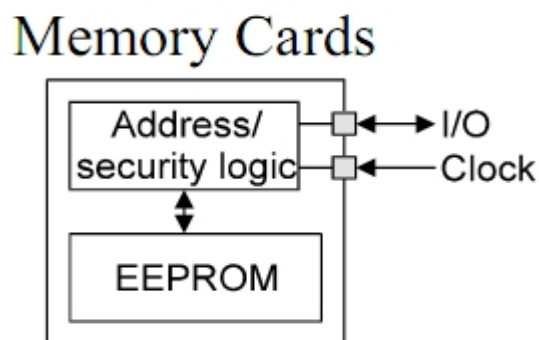 Memory Cards
Address/
security logic
I/O
Clock
EEPROM